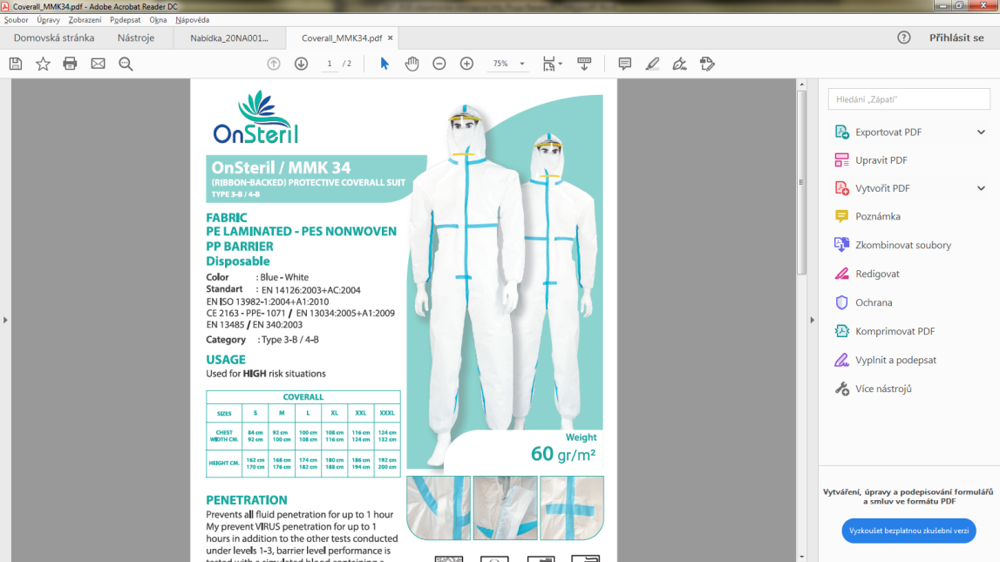 Coverall_MMK34.pdf - Adobe Acrobat Reader DC
Soubor Úpravy Zobrazení Podepsat Okna Nápověda
Domovská stránka Nástroje Nabídka_20NA001... Coverall_MMK34.pdf × Přihlásit se
1 / 2 75%
OnSteril
OnSteril / MMK 34
(RIBBON-BACKED) PROTECTIVE COVERALL SUIT
TYPE 3-B / 4-B
FABRIC
PE LAMINATED - PES NONWOVEN
PP BARRIER
Disposable
Color : Blue - White
Standart : EN 14126:2003+AC:2004
EN ISO 13982-1:2004+A1:2010
CE 2163 - PPE- 1071 / EN 13034:2005+A1:2009
EN 13485 / EN 340:2003
Category : Type 3-B / 4-B
USAGE
Used for HIGH risk situations
COVERALL
SIZES S M L XL XXL XXXL
CHEST 84 cm 92 cm 100 cm 108 cm 116 cm 124 cm
WIDTH CM. 92 cm 100 cm 108 cm 116 cm 124 cm 132 cm
HEIGHT CM. 162 cm 168 cm 174 cm 180 cm 186 cm 192 cm
170 cm 176 cm 182 cm 188 cm 194 cm 200 cm
Weight
60 gr/m²
PENETRATION
Prevents all fluid penetration for up to 1 hour
My prevent VIRUS penetration for up to 1
hours in addition to the other tests conducted
under levels 1-3, barrier level performance is
tested with a simulated blood containing a
Hledání „Zápatí"
Exportovat PDF
Upravit PDF
Vytvořit PDF
Poznámka
Zkombinovat soubory
Redigovat
Ochrana
Komprimovat PDF
Vyplnit a podepsat
Více nástrojů
Vytváření, úpravy a podepisování formulářů
a smluv ve formátu PDF
Vyzkoušet bezplatnou zkušební verzi